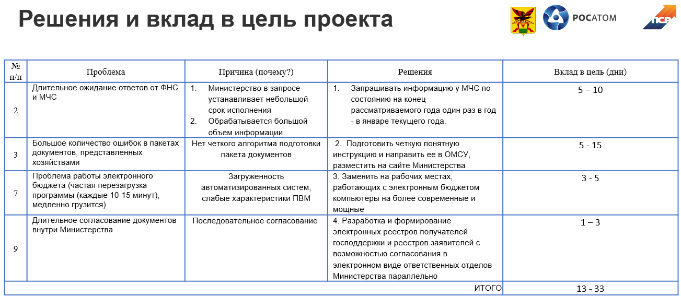 Решения и вклад в цель проекта
РОСАТОМ
ПСР
№
п/п
Проблема
Причина (почему?)
Решения
Вклад в цель (дни)
2
Длительное ожидание ответов от ФНС
и МЧС
1. Министерство в запросе
устанавливает небольшой
срок исполнения
2. Обрабатывается большой
объем информации
1. Запрашивать информацию у МЧС по
состоянию на конец
рассматриваемого года один раз в год
- в январе текущего года.
5 – 10
3
Большое количество ошибок в пакетах
документов, представленных
хозяйствами
Нет четкого алгоритма подготовки
пакета документов
2. Подготовить четкую понятную
инструкцию и направить ее в ОМСУ,
разместить на сайте Министерства
5 - 15
7
Проблема работы электронного
бюджета (частая перезагрузка
программы (каждые 10-15 минут),
медленно грузится)
Загруженность
автоматизированных систем,
слабые характеристики ПВМ
3. Заменить на рабочих местах,
работающих с электронным бюджетом
компьютеры на более современные и
мощные
3 - 5
9
Длительное согласование документов
внутри Министерства
Последовательное согласование
4. Разработка и формирование
электронных реестров получателей
господдержки и реестров заявителей с
возможностью согласования в
электронном виде ответственных отделов
Министерства параллельно
1 – 3
ИТОГО
13 - 33